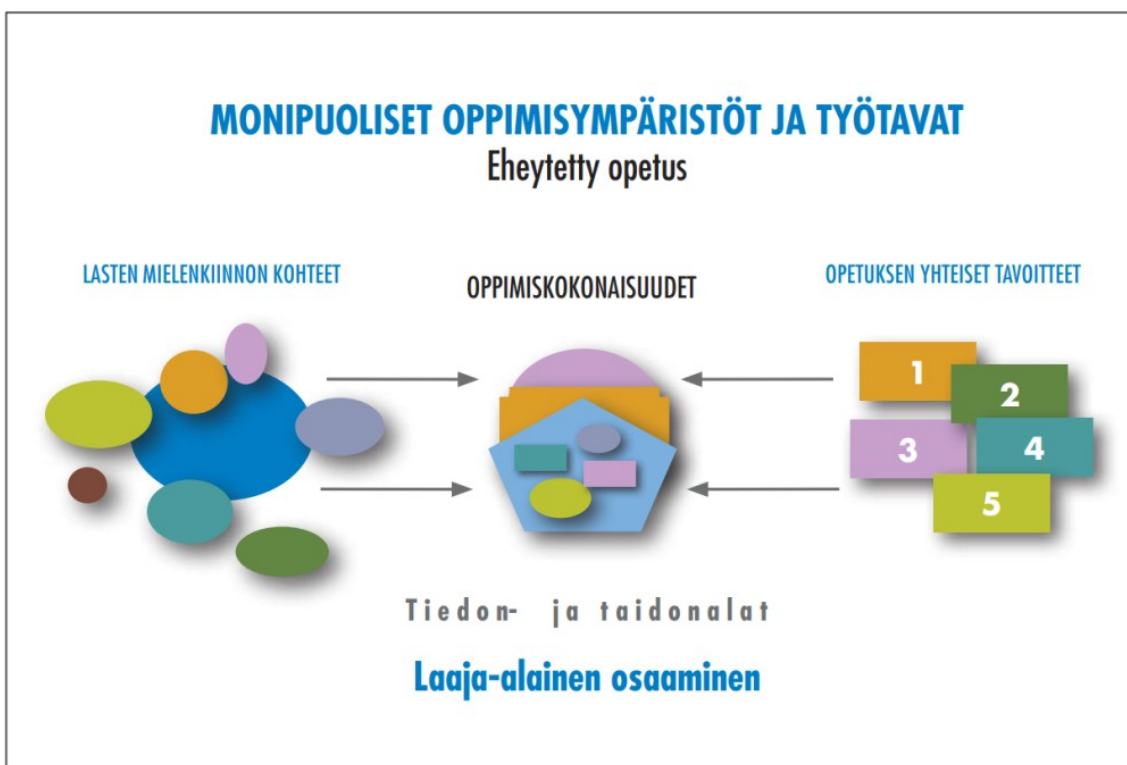 MONIPUOLISET OPPIMISYMPÄRISTÖT JA TYÖTAVAT
Eheytetty opetus
LASTEN MIELENKIINNON KOHTEET
OPPIMISKOKONAISUUDET
OPETUKSEN YHTEISET TAVOITTEET
1
2
3
4
5
Tiedon- ja taidonalat
Laaja-alainen osaaminen